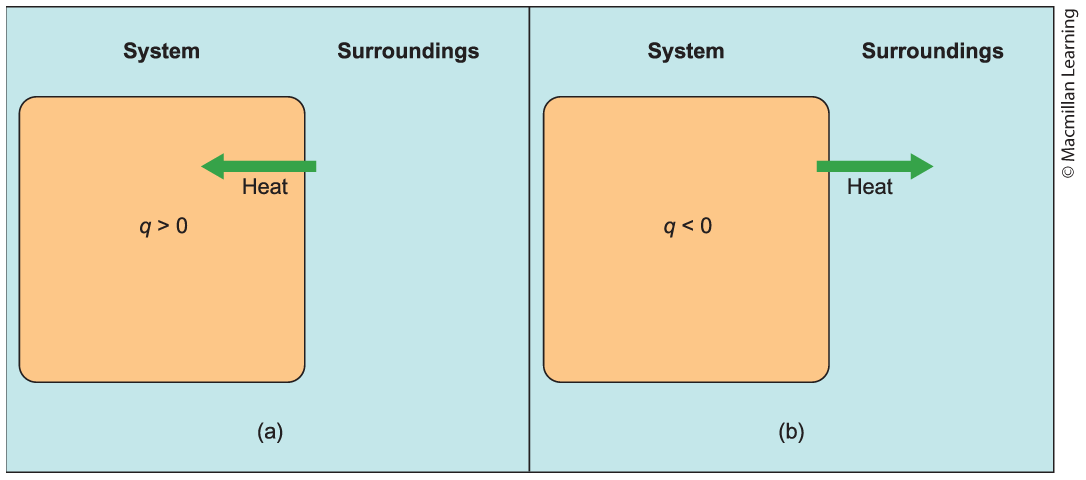 System
Surroundings
Heat
q > 0
(a)
System
Surroundings
Heat
q < 0
(b)
© Macmillan Learning